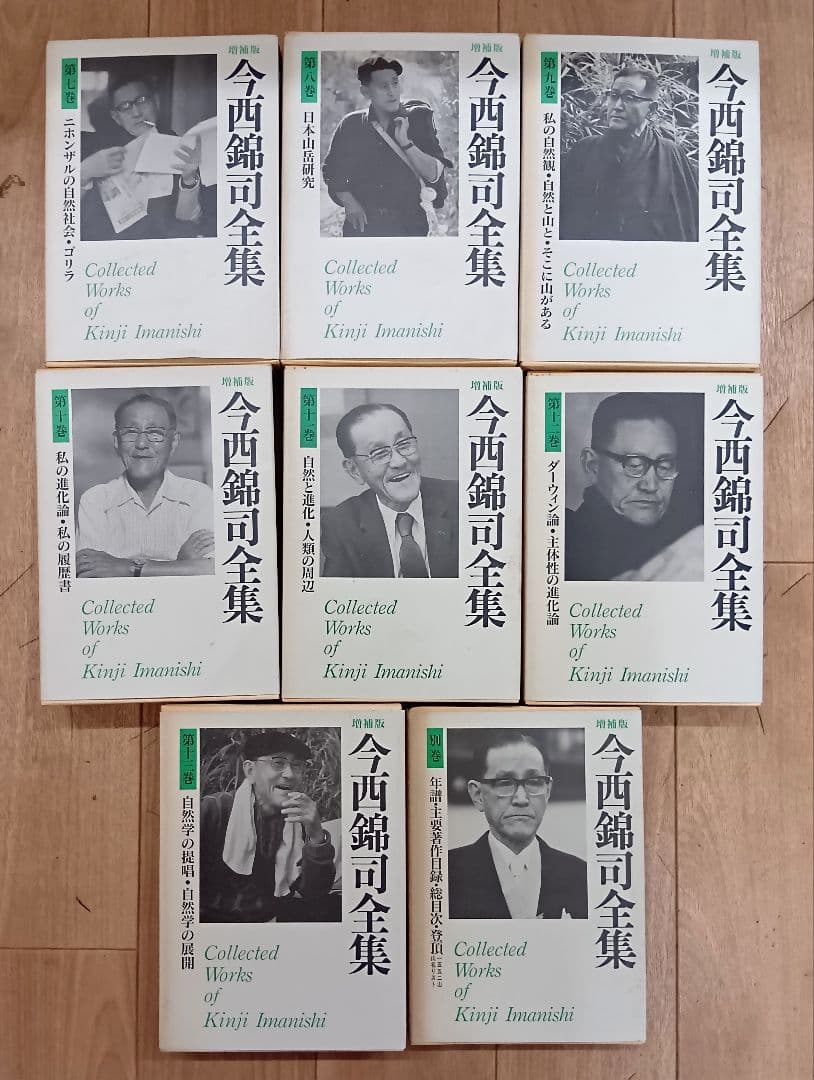 増補版
今西錦司全集
第七巻
ニホンザルの自然社会・ゴリラ
Collected
Works
of
Kinji Imanishi
増補版
今西錦司全集
第八巻
日本山岳研究
Collected
Works
of
Kinji Imanishi
増補版
今西錦司全集
第九巻
私の自然観・自然と山と・そこに山がある
Collected
Works
of
Kinji Imanishi
増補版
今西錦司全集
第十巻
私の進化論・私の履歴書
Collected
Works
of
Kinji Imanishi
増補版
今西錦司全集
第十一巻
自然と進化・人類の周辺
Collected
Works
of
Kinji Imanishi
増補版
今西錦司全集
第十二巻
ダーウィン論・主体性の進化論
Collected
Works
of
Kinji Imanishi
増補版
今西錦司全集
第十三巻
自然学の提唱・自然学の展開
Collected
Works
of
Kinji Imanishi
増補版
今西錦司全集
別巻
年譜・主要著作目録・総目次・登頂一五五二山山名リスト
Collected
Works
of
Kinji Imanishi